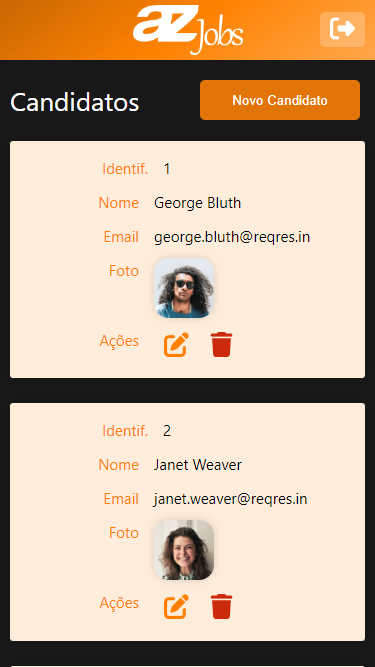 az Jobs
Candidatos
Novo Candidato
Identif. 1
Nome George Bluth
Email george.bluth@reqres.in
Foto
Ações
Identif. 2
Nome Janet Weaver
Email janet.weaver@reqres.in
Foto
Ações